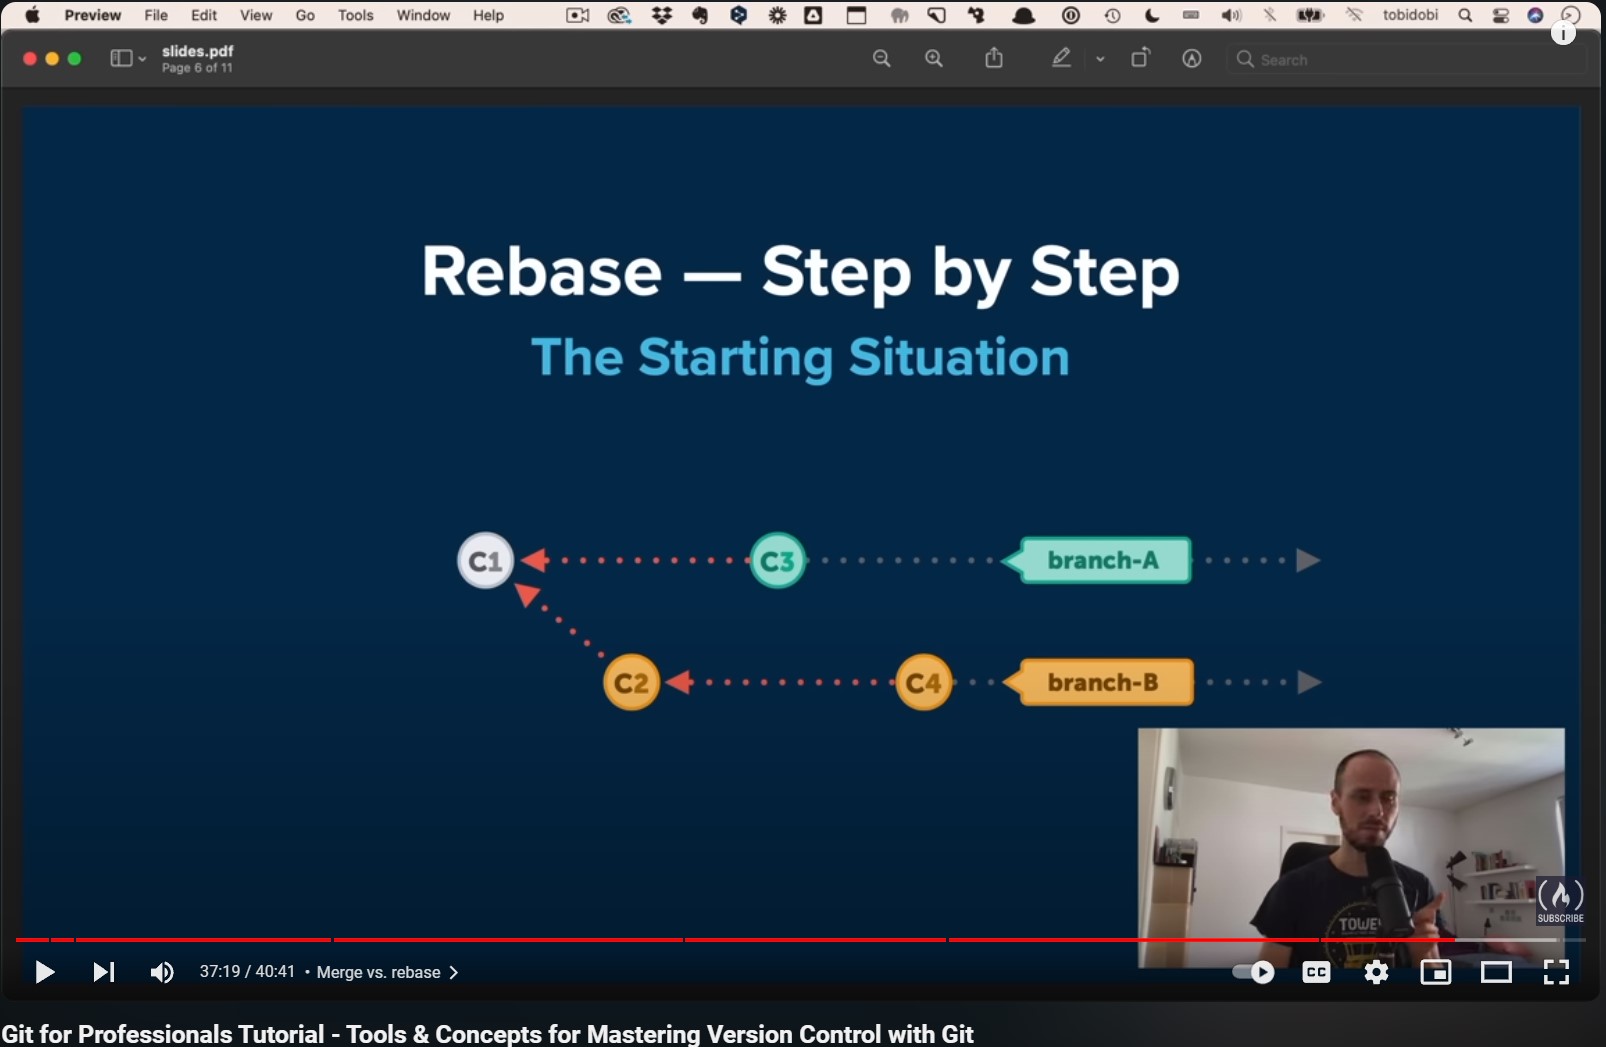 Preview File Edit View Go Tools Window Help tobidobi
slides.pdf
Page 6 of 11
Search
Rebase — Step by Step
The Starting Situation
C1 C3 branch-A
C2 C4 branch-B
TOWE
SUBSCRIBE
37:19 / 40:41 • Merge vs. rebase
CC
Git for Professionals Tutorial - Tools & Concepts for Mastering Version Control with Git